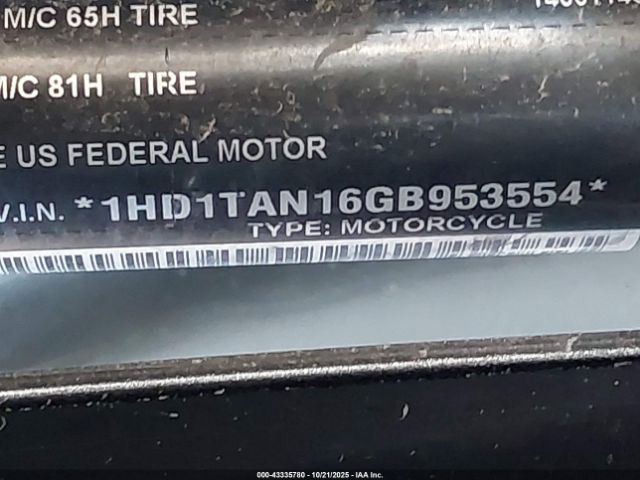 M/C 65H TIRE
M/C 81H TIRE
US FEDERAL MOTOR
V.I.N. *1HD1TAN16GB953554*
TYPE: MOTORCYCLE
000-43335780 - 10/21/2025 - IAA Inc.